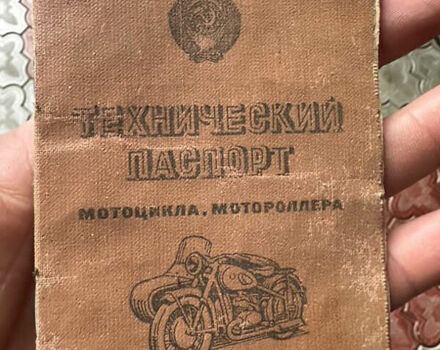 ТЕХНИЧЕСКИЙ
ПАСПОРТ
МОТОЦИКЛА, МОТОРОЛЛЕРА